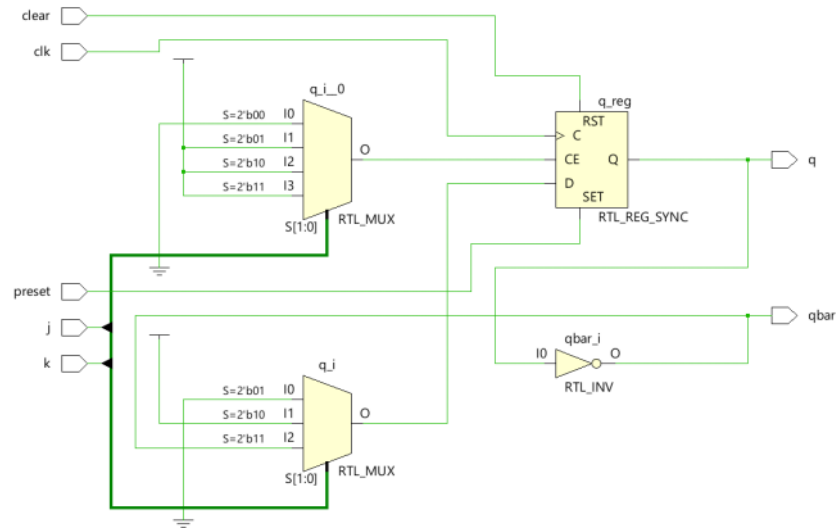 clear
clk
q_i__0
S=2'b00 I0
S=2'b01 I1
S=2'b10 I2
S=2'b11 I3
O
S[1:0]
RTL_MUX
q_reg
RST
C
CE Q
D
SET
RTL_REG_SYNC
q
preset
j
k
q_i
S=2'b01 I0
S=2'b10 I1
S=2'b11 I2
O
S[1:0]
RTL_MUX
qbar_i
I0 O
RTL_INV
qbar